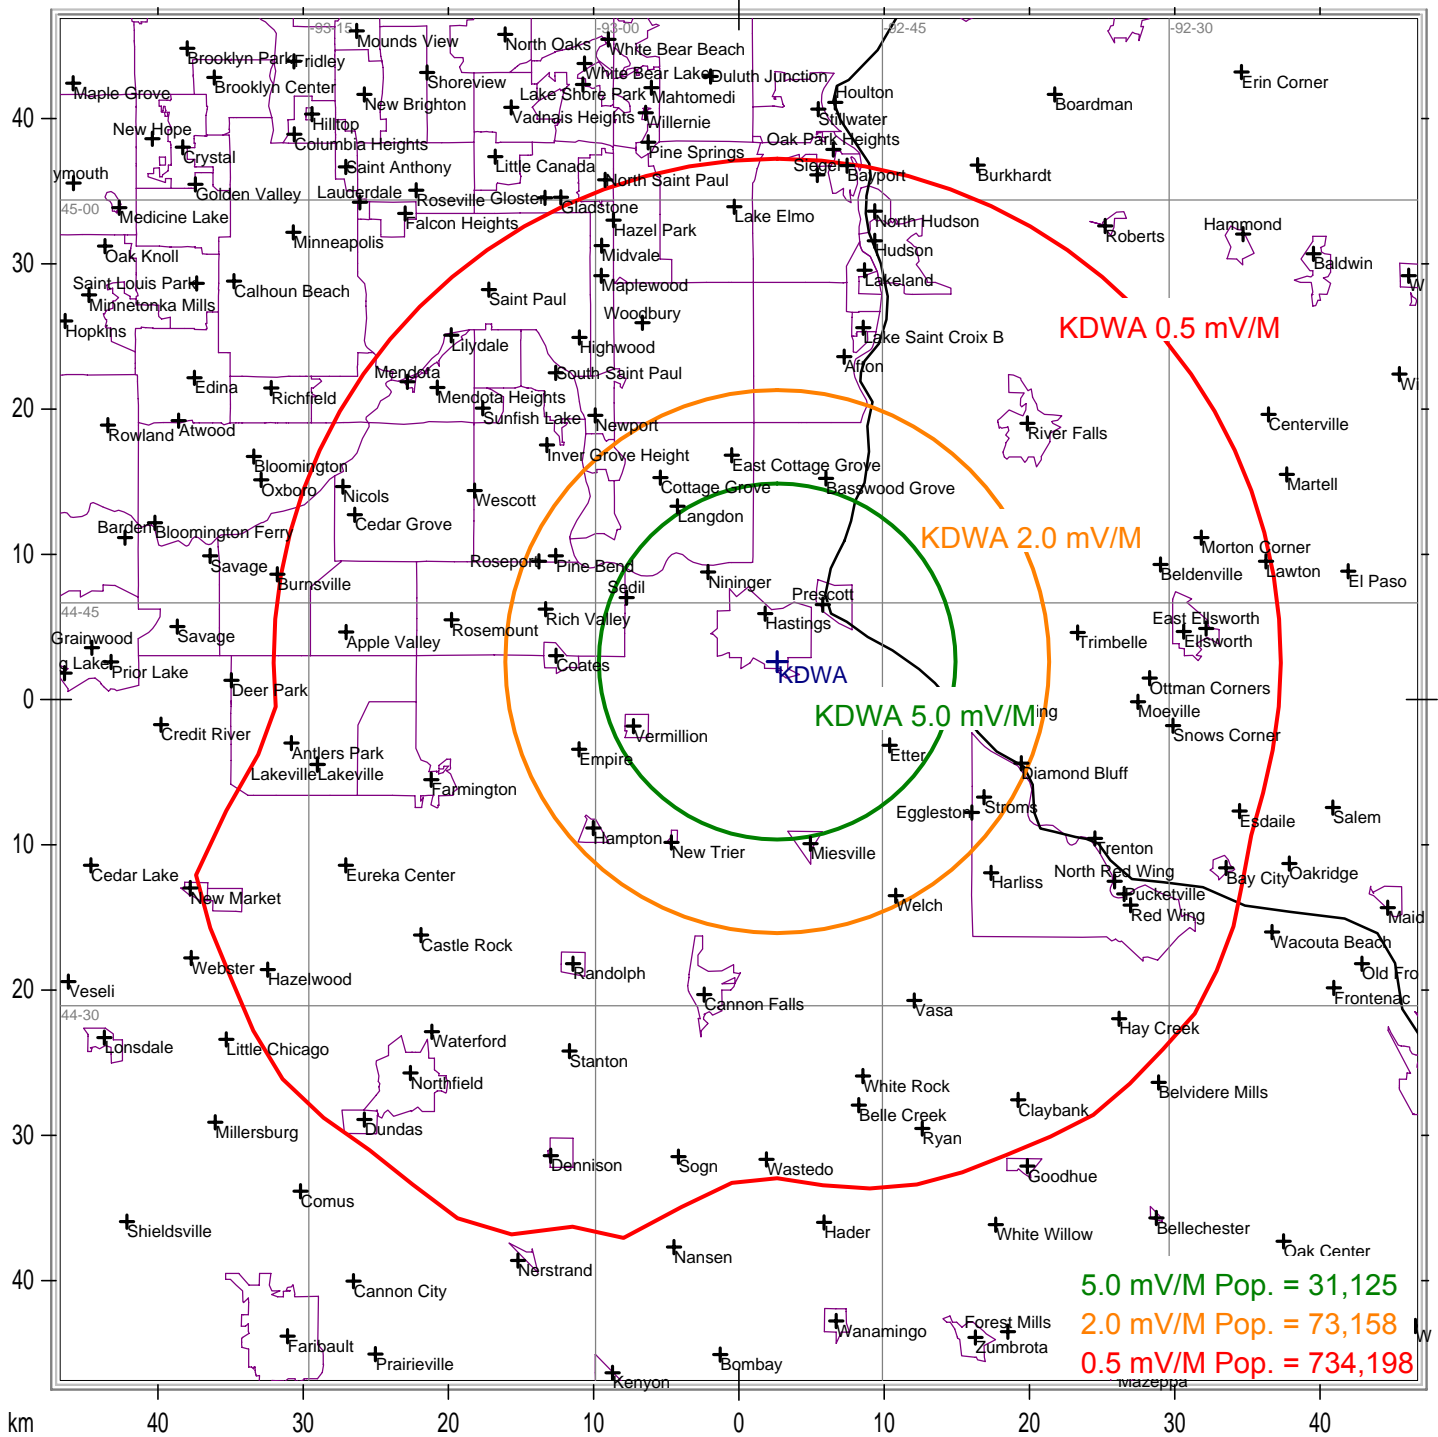 -93-15
-93-00
-92-45
-92-30
Mounds View
North Oaks
White Bear Beach
Brooklyn Park
Fridley
Shoreview
White Bear Lake
Duluth Junction
Erin Corner
Maple Grove
Brooklyn Center
New Brighton
Lake Shore Park
Mahtomedi
Houlton
Boardman
40
Hilltop
Vadnais Heights
Willernie
Stillwater
New Hope
Columbia Heights
Oak Park Heights
Crystal
Saint Anthony
Little Canada
Pine Springs
Bayport
Burkhardt
ymouth
Golden Valley
Lauderdale
Roseville
Gloster
Gladstone
North Saint Paul
45-00
Medicine Lake
Falcon Heights
Hazel Park
Lake Elmo
North Hudson
Roberts
Hammond
Minneapolis
Oak Knoll
Midvale
Hudson
Baldwin
30
Saint Louis Park
Calhoun Beach
Saint Paul
Maplewood
Lakeland
W
Minnetonka Mills
Hopkins
Woodbury
KDWA 0.5 mV/M
Lilydale
Highwood
Lake Saint Croix B
Mendota
South Saint Paul
Afton
Edina
Richfield
Mendota Heights
Wi
20
Sunfish Lake
Newport
River Falls
Centerville
Rowland
Atwood
Inver Grove Height
East Cottage Grove
Bloomington
Oxboro
Nicols
Wescott
Cottage Grove
Basswood Grove
Martell
Cedar Grove
Langdon
Barden
Bloomington Ferry
KDWA 2.0 mV/M
Morton Corner
10
Savage
Burnsville
Rosepor
Pine Bend
Nininger
Beldenville
Lawton
El Paso
Sedil
Prescott
44-45
Savage
Apple Valley
Rosemount
Rich Valley
Hastings
Trimbelle
East Ellsworth
Ellsworth
Grainwood
g Lake
Prior Lake
Coates
KDWA
Deer Park
Ottman Corners
0
KDWA 5.0 mV/M
ing
Moeville
Credit River
Antlers Park
Vermillion
Snows Corner
Lakeville
Lakeville
Empire
Etter
Diamond Bluff
Farmington
Eggleston
Stroms
Esdaile
Salem
10
Hampton
New Trier
Miesville
Trenton
Cedar Lake
Eureka Center
Harliss
North Red Wing
Bay City
Oakridge
New Market
Welch
Pucketville
Red Wing
Maid
Castle Rock
Wacouta Beach
Webster
Hazelwood
Randolph
Old Fro
20
Veseli
Cannon Falls
Vasa
Frontenac
44-30
Hay Creek
Lonsdale
Little Chicago
Waterford
Stanton
Northfield
White Rock
Belvidere Mills
Millersburg
Dundas
Belle Creek
Claybank
30
Ryan
Dennison
Sogn
Wastedo
Goodhue
Comus
Shieldsville
Hader
White Willow
Bellechester
Nansen
Oak Center
Nerstrand
40
Cannon City
5.0 mV/M Pop. = 31,125
Wanamingo
Forest Mills
2.0 mV/M Pop. = 73,158
Faribault
Zumbrota
W
Prairieville
Bombay
0.5 mV/M Pop. = 734,198
Kenyon
Mazeppa
km 40 30 20 10 0 10 20 30 40